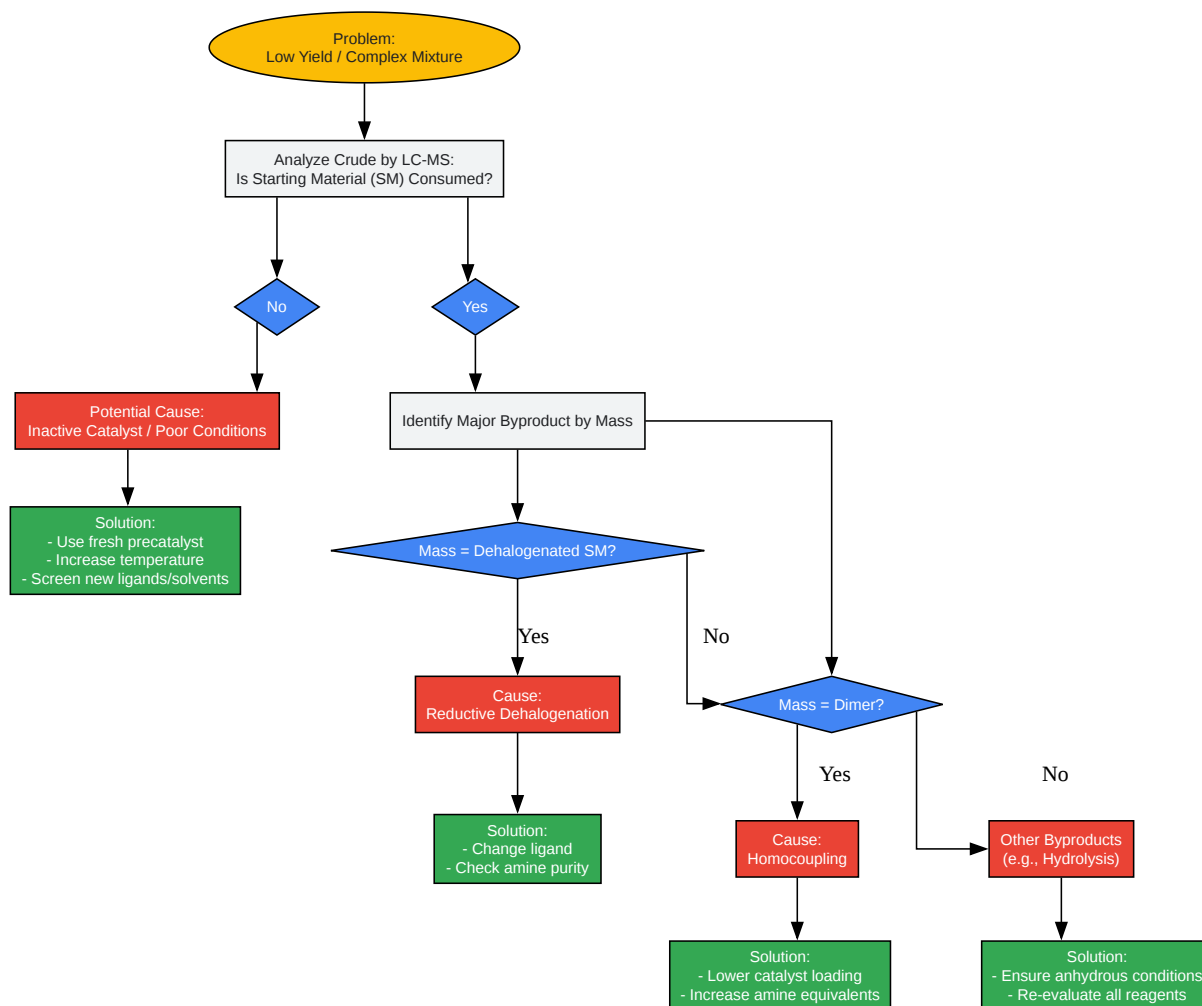 Problem:
Low Yield / Complex Mixture
Analyze Crude by LC-MS:
Is Starting Material (SM) Consumed?
No
Yes
Potential Cause:
Inactive Catalyst / Poor Conditions
Identify Major Byproduct by Mass
Solution:
- Use fresh precatalyst
- Increase temperature
- Screen new ligands/solvents
Mass = Dehalogenated SM?
Yes
No
Cause:
Reductive Dehalogenation
Mass = Dimer?
Yes
No
Solution:
- Change ligand
- Check amine purity
Cause:
Homocoupling
Other Byproducts
(e.g., Hydrolysis)
Solution:
- Lower catalyst loading
- Increase amine equivalents
Solution:
- Ensure anhydrous conditions
- Re-evaluate all reagents